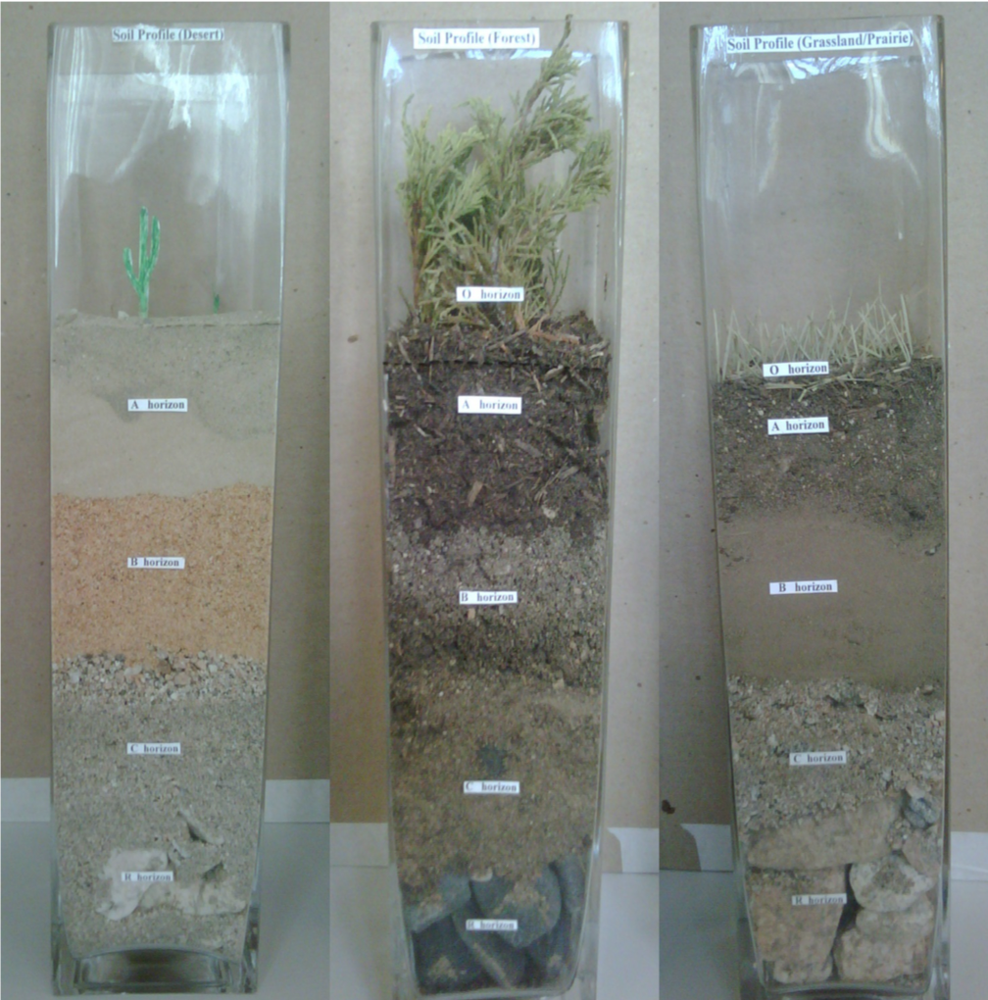 Soil Profile (Desert)
A horizon
B horizon
C horizon
R horizon
Soil Profile (Forest)
O horizon
A horizon
B horizon
C horizon
R horizon
Soil Profile (Grassland/Prairie)
O horizon
A horizon
B horizon
C horizon
R horizon